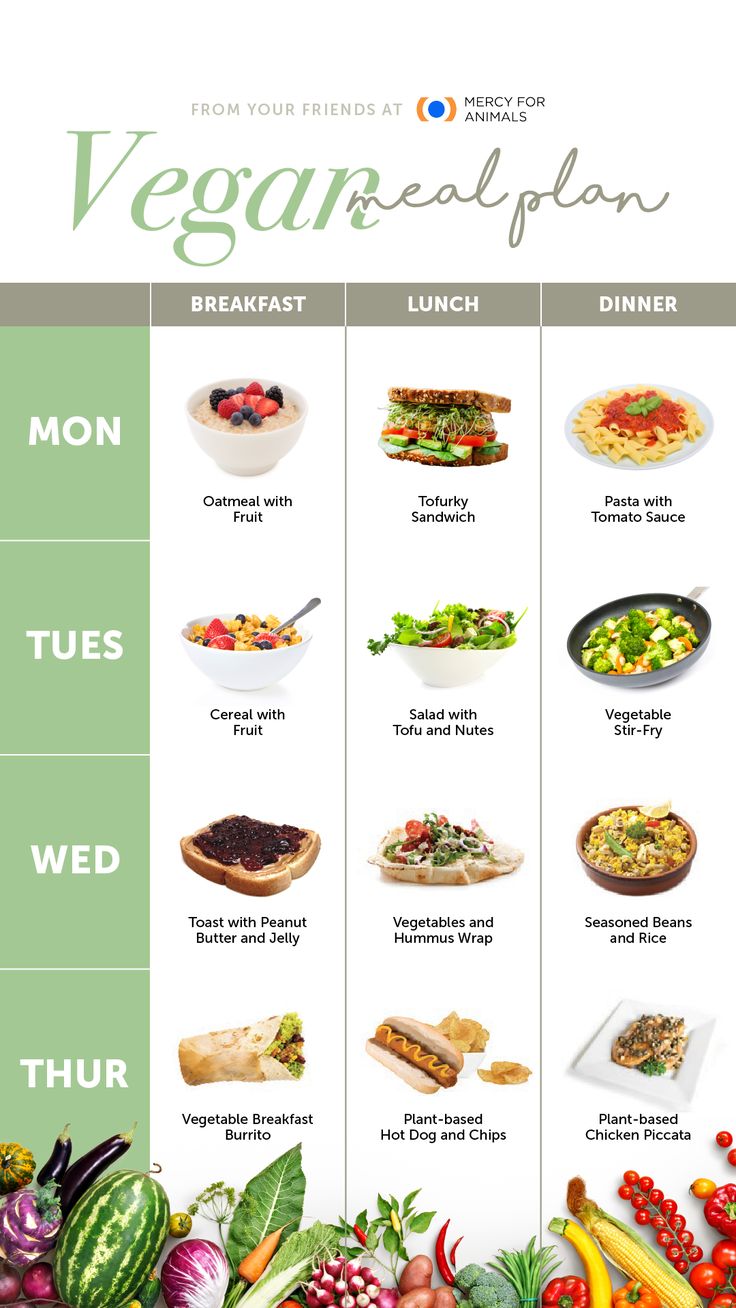 FROM YOUR FRIENDS AT MERCY FOR
ANIMALS
Vegan meal plan
BREAKFAST LUNCH DINNER
MON
Oatmeal with
Fruit
Tofurky
Sandwich
Pasta with
Tomato Sauce
TUES
Cereal with
Fruit
Salad with
Tofu and Nutes
Vegetable
Stir-Fry
WED
Toast with Peanut
Butter and Jelly
Vegetables and
Hummus Wrap
Seasoned Beans
and Rice
THUR
Vegetable Breakfast
Burrito
Plant-based
Hot Dog and Chips
Plant-based
Chicken Piccata